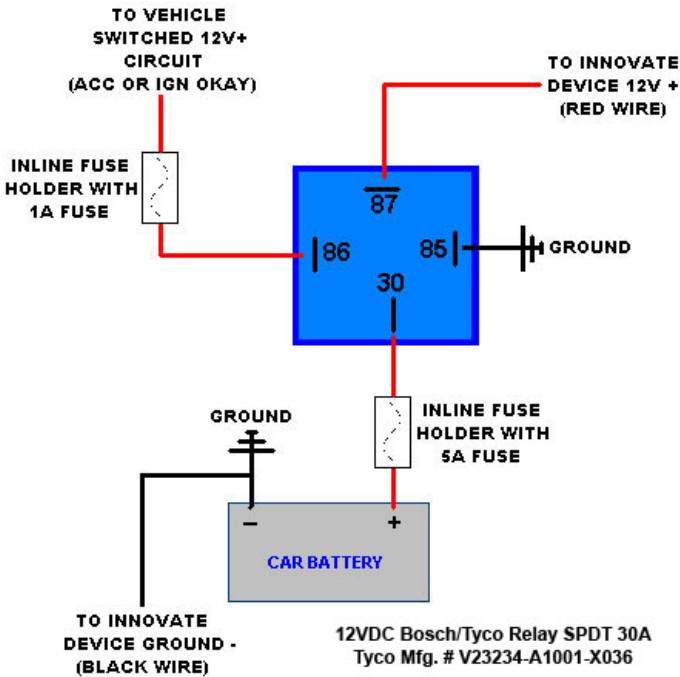 TO VEHICLE
SWITCHED 12V+
CIRCUIT
(ACC OR IGN OKAY)
TO INNOVATE
DEVICE 12V +
(RED WIRE)
INLINE FUSE
HOLDER WITH
1A FUSE
87
86
85
GROUND
30
GROUND
INLINE FUSE
HOLDER WITH
5A FUSE
– +
CAR BATTERY
TO INNOVATE
DEVICE GROUND -
(BLACK WIRE)
12VDC Bosch/Tyco Relay SPDT 30A
Tyco Mfg. # V23234-A1001-X036